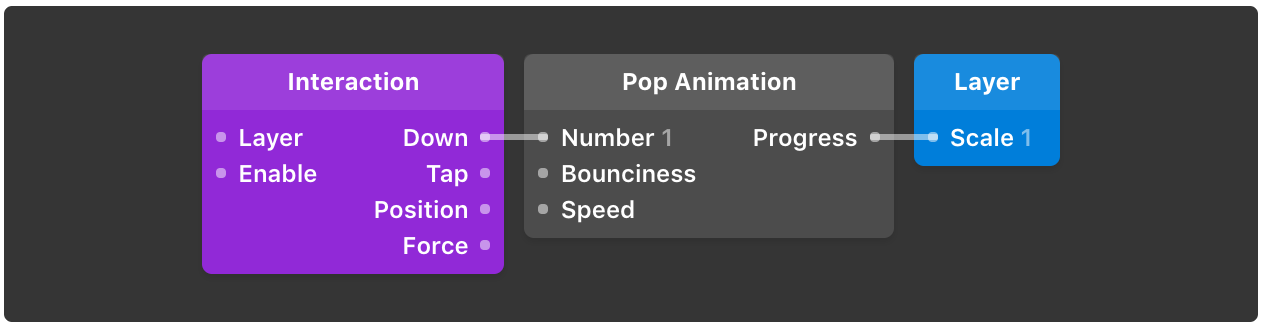 Interaction
Layer Down
Enable Tap
Position
Force
Pop Animation
Number 1 Progress
Bounciness
Speed
Layer
Scale 1